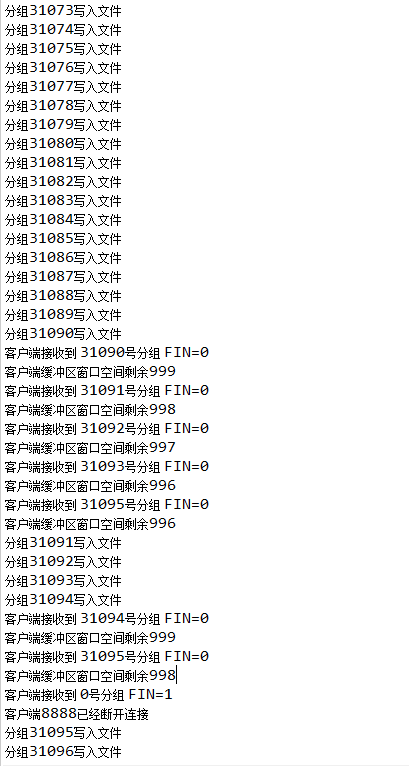 分组31073写入文件
分组31074写入文件
分组31075写入文件
分组31076写入文件
分组31077写入文件
分组31078写入文件
分组31079写入文件
分组31080写入文件
分组31081写入文件
分组31082写入文件
分组31083写入文件
分组31084写入文件
分组31085写入文件
分组31086写入文件
分组31087写入文件
分组31088写入文件
分组31089写入文件
分组31090写入文件
客户端接收到 31090号分组 FIN=0
客户端缓冲区窗口空间剩余999
客户端接收到 31091号分组 FIN=0
客户端缓冲区窗口空间剩余998
客户端接收到 31092号分组 FIN=0
客户端缓冲区窗口空间剩余997
客户端接收到 31093号分组 FIN=0
客户端缓冲区窗口空间剩余996
客户端接收到 31095号分组 FIN=0
客户端缓冲区窗口空间剩余996
分组31091写入文件
分组31092写入文件
分组31093写入文件
分组31094写入文件
客户端接收到 31094号分组 FIN=0
客户端缓冲区窗口空间剩余999
客户端接收到 31095号分组 FIN=0
客户端缓冲区窗口空间剩余998
客户端接收到 0号分组 FIN=1
客户端8888已经断开连接
分组31095写入文件
分组31096写入文件